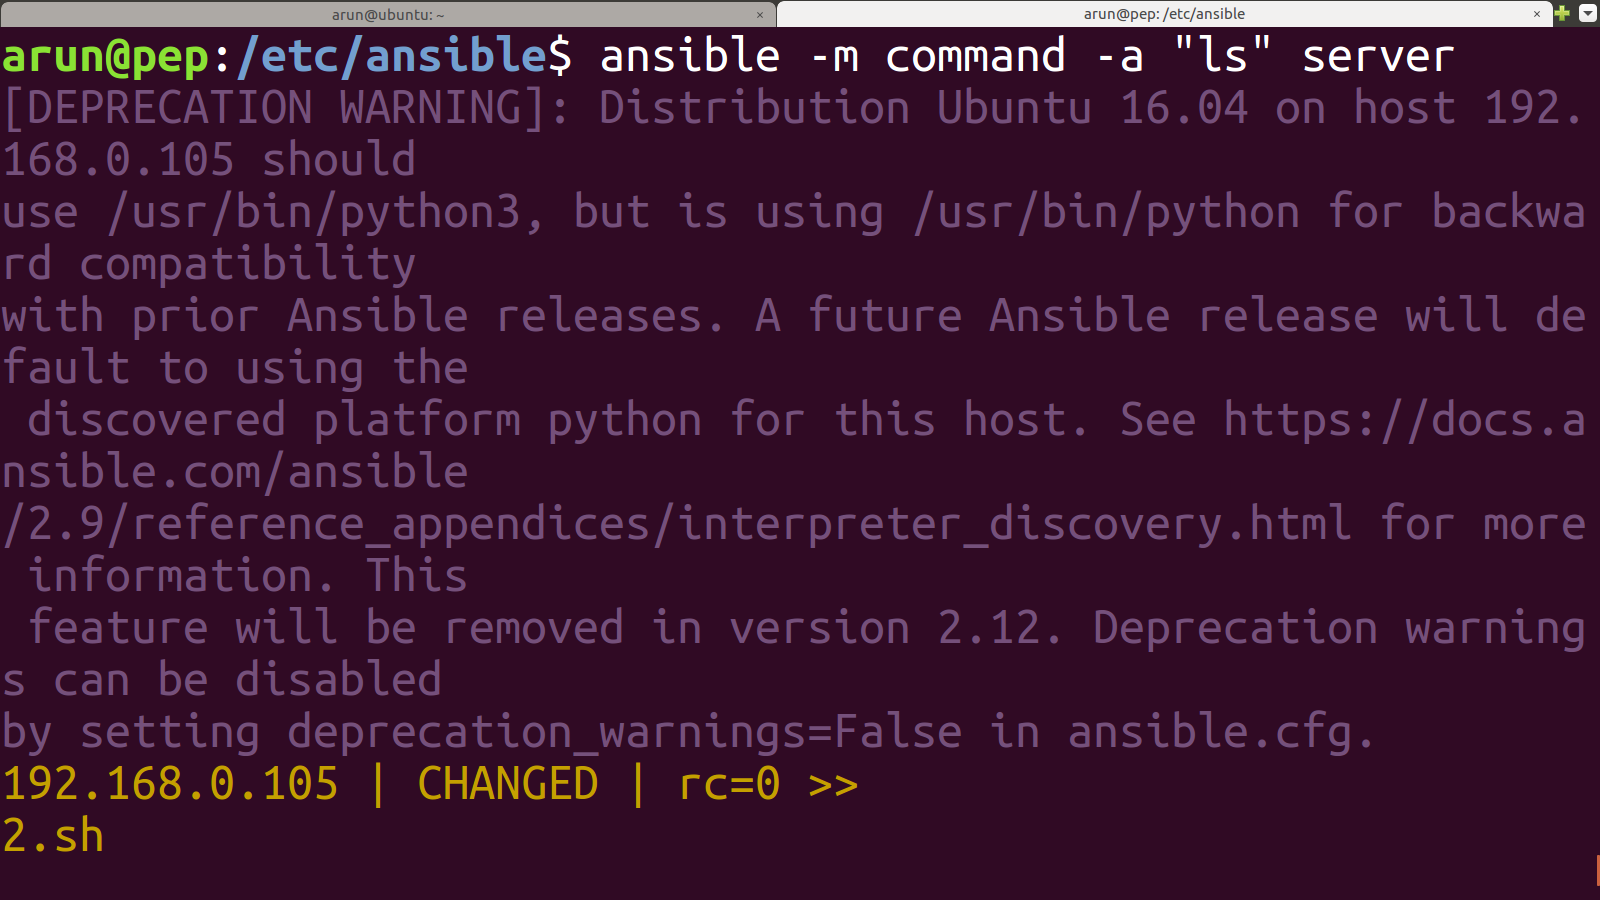 arun@ubuntu: ~ × arun@pep: /etc/ansible ×
arun@pep:/etc/ansible$ ansible -m command -a "ls" server
[DEPRECATION WARNING]: Distribution Ubuntu 16.04 on host 192.
168.0.105 should
use /usr/bin/python3, but is using /usr/bin/python for backwa
rd compatibility
with prior Ansible releases. A future Ansible release will de
fault to using the
 discovered platform python for this host. See https://docs.a
nsible.com/ansible
/2.9/reference_appendices/interpreter_discovery.html for more
 information. This
 feature will be removed in version 2.12. Deprecation warning
s can be disabled
by setting deprecation_warnings=False in ansible.cfg.
192.168.0.105 | CHANGED | rc=0 >>
2.sh